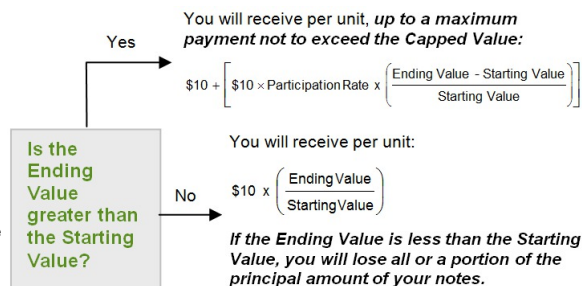 You will receive per unit, up to a maximum
payment not to exceed the Capped Value:
Yes
$10 + [ $10 × Participation Rate x ( Ending Value - Starting Value / Starting Value ) ]
Is the
Ending
Value
greater than
the Starting
Value?
No
You will receive per unit:
$10 x ( Ending Value / Starting Value )
If the Ending Value is less than the Starting
Value, you will lose all or a portion of the
principal amount of your notes.